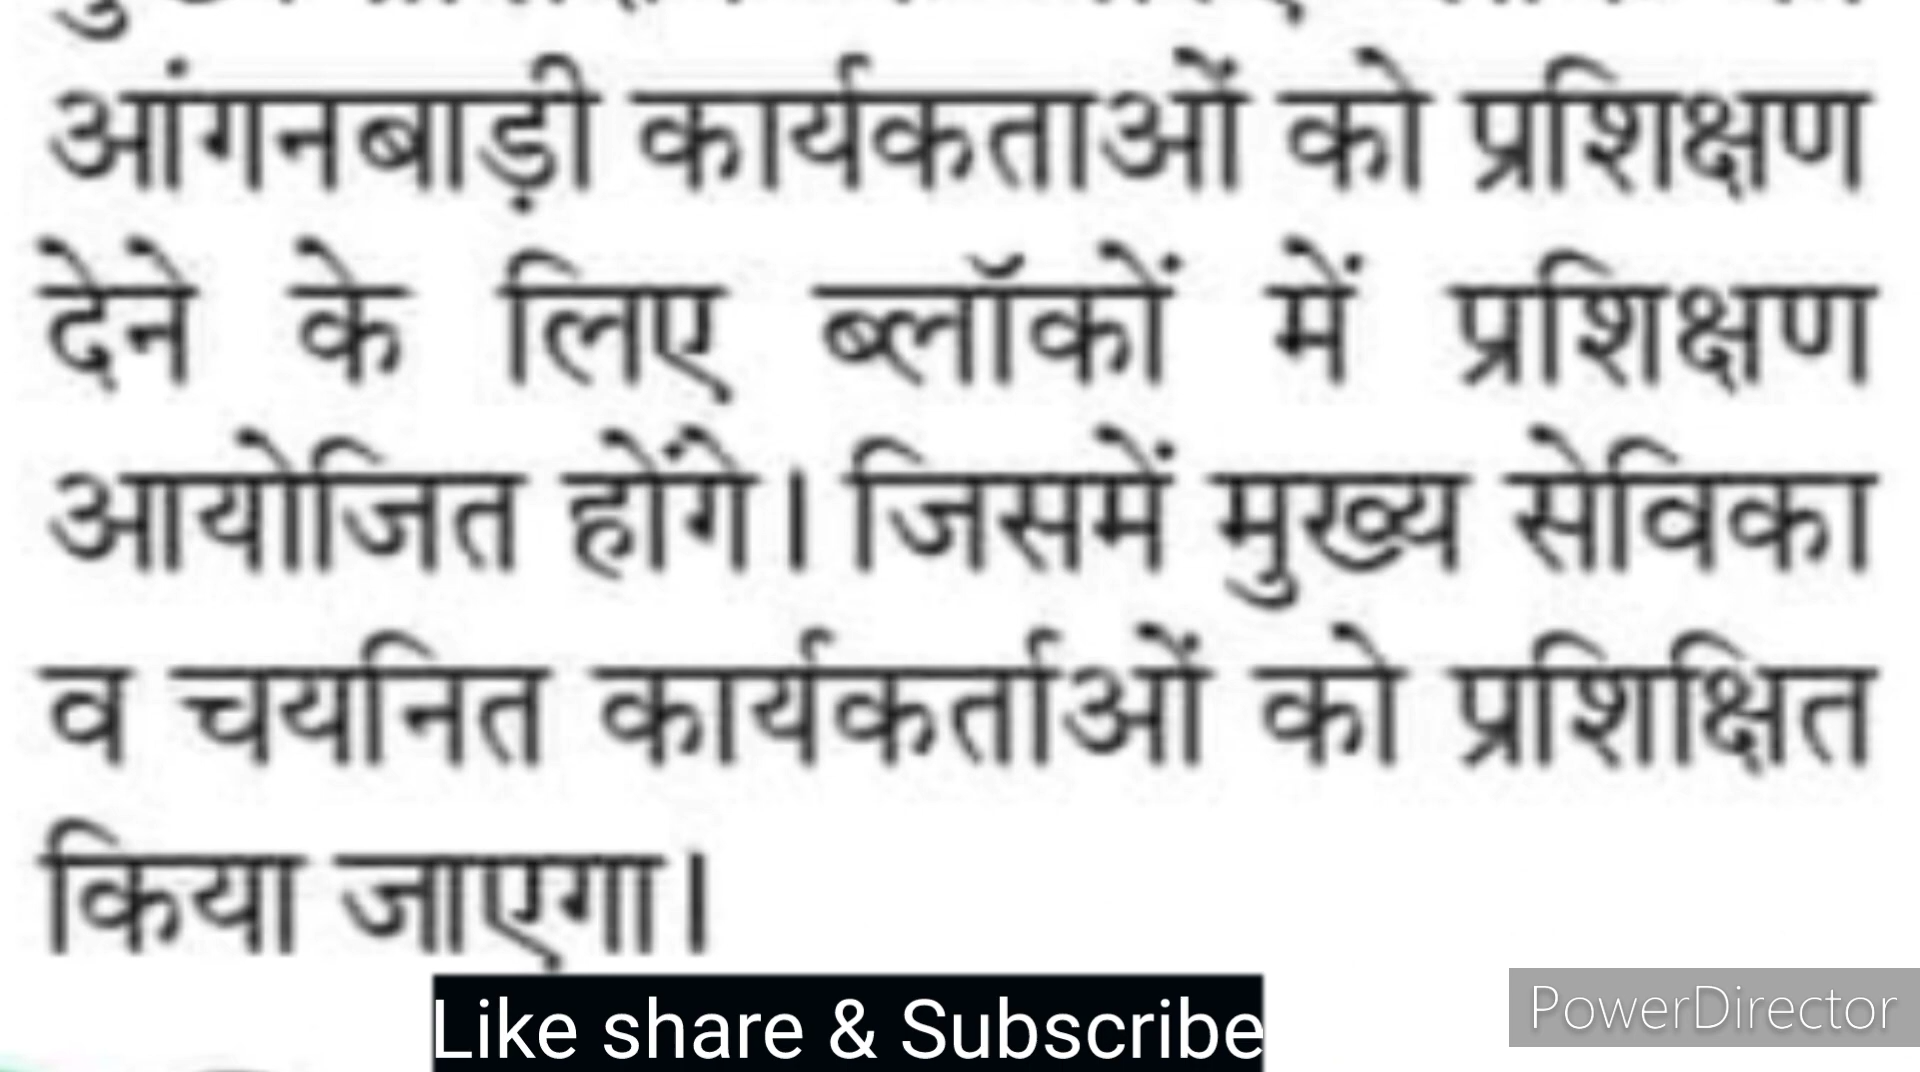 आंगनबाड़ी कार्यकताओं को प्रशिक्षण
देने के लिए ब्लॉकों में प्रशिक्षण
आयोजित होंगे। जिसमें मुख्य सेविका
व चयनित कार्यकर्ताओं को प्रशिक्षित
किया जाएगा।
Like share & Subscribe
PowerDirector